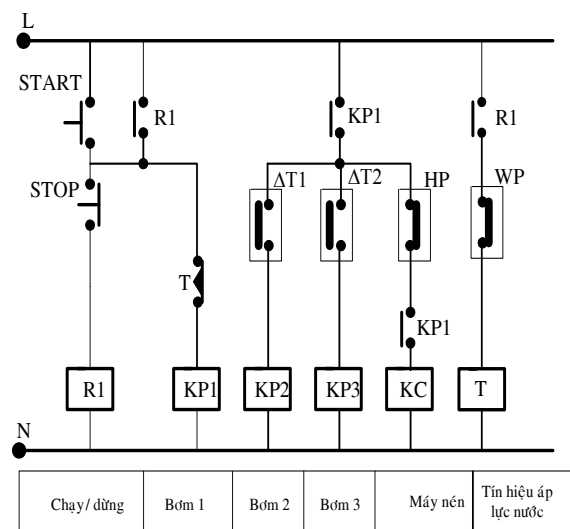 L
START
R1
KP1
R1
STOP
ΔT1
ΔT2
HP
WP
T
KP1
R1
KP1
KP2
KP3
KC
T
N
Chạy/ dừng
Bơm 1
Bơm 2
Bơm 3
Máy nén
Tín hiệu áp
lực nước